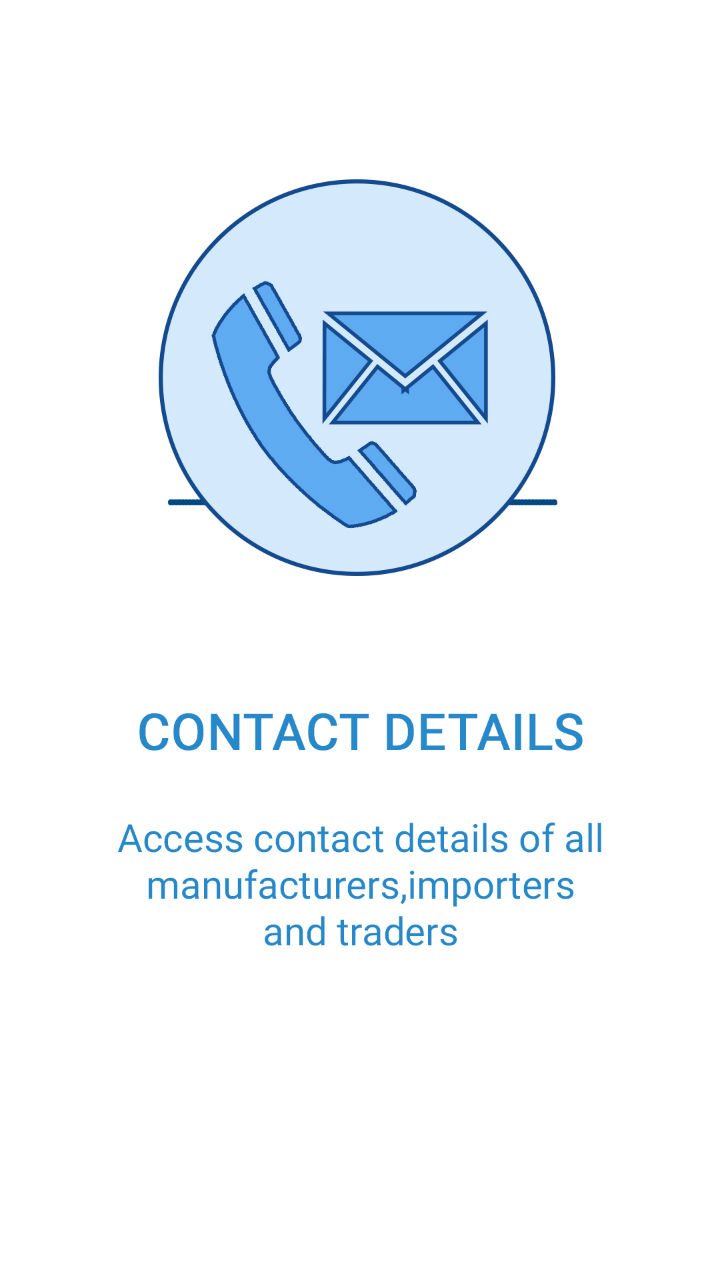 CONTACT DETAILS
Access contact details of all
manufacturers,importers
and traders